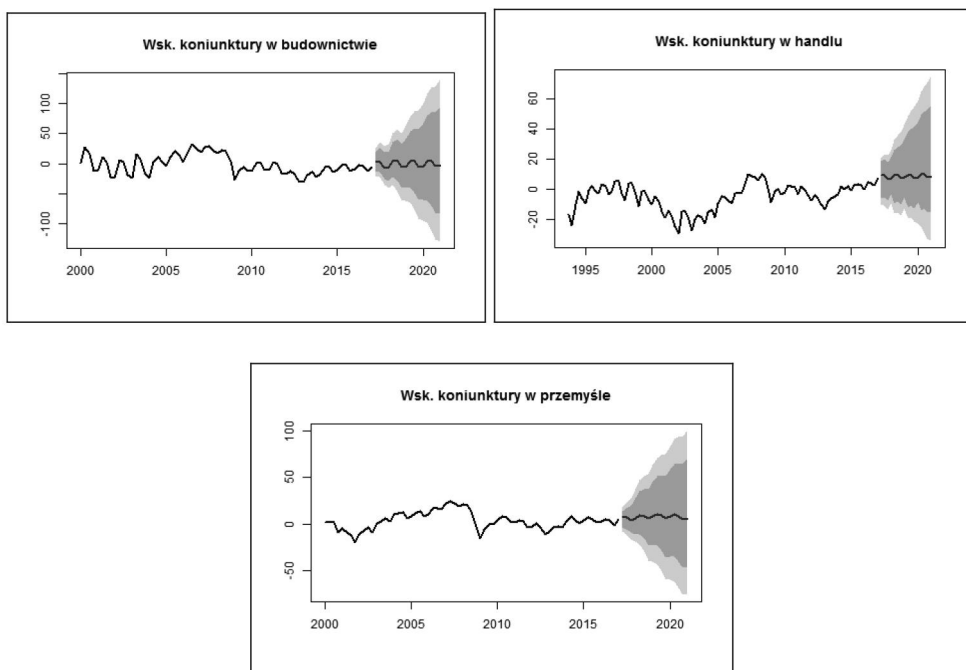 Wsk. koniunktury w budownictwie
100
50
0
-100
2000 2005 2010 2015 2020
Wsk. koniunktury w handlu
60
40
20
0
-20
1995 2000 2005 2010 2015 2020
Wsk. koniunktury w przemyśle
100
50
0
-50
2000 2005 2010 2015 2020